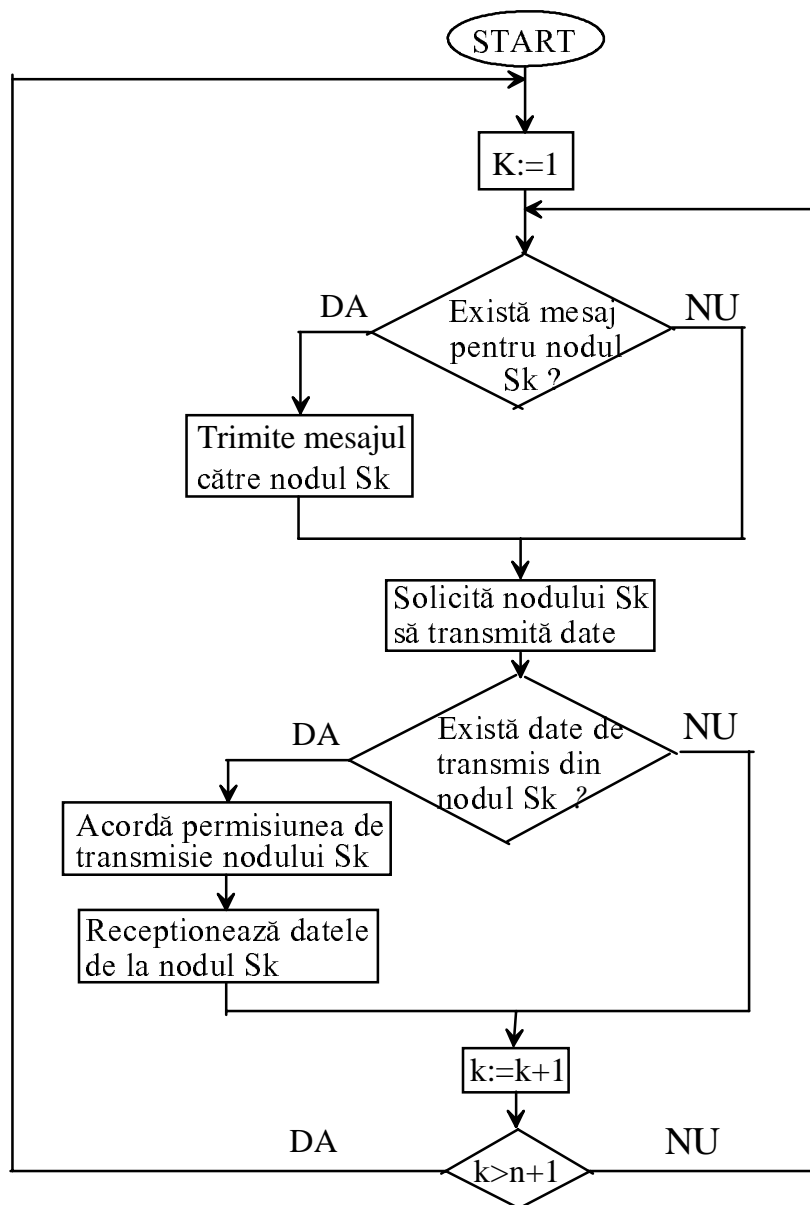 START
K:=1
DA
NU
Există mesaj
pentru nodul
Sk ?
Trimite mesajul
către nodul Sk
Solicită nodului Sk
să transmită date
DA
NU
Există date de
transmis din
nodul Sk ?
Acordă permisiunea de
transmisie nodului Sk
Receptionează datele
de la nodul Sk
k:=k+1
DA
NU
k>n+1